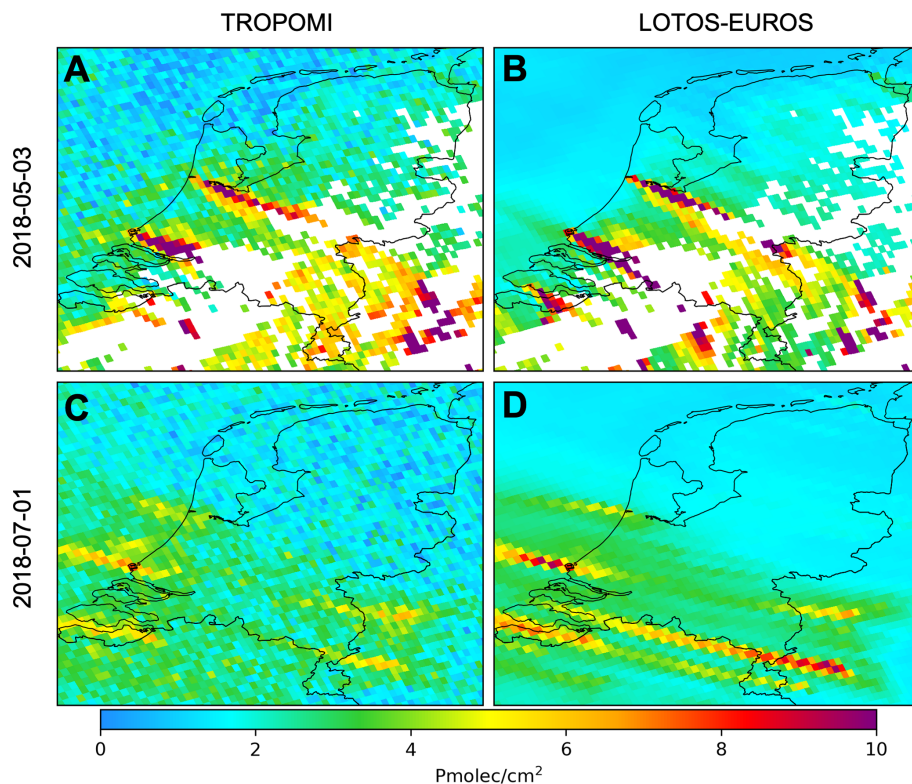 TROPOMI LOTOS-EUROS
2018-05-03
A B
2018-07-01
C D
0 2 4 6 8 10
Pmolec/cm²